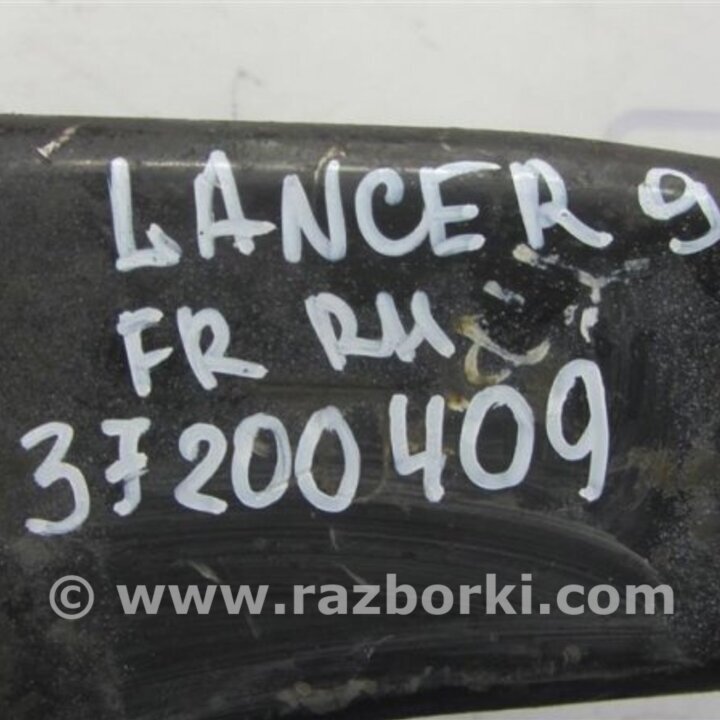 LANCER 9
FR RH
37200409
© www.razborki.com